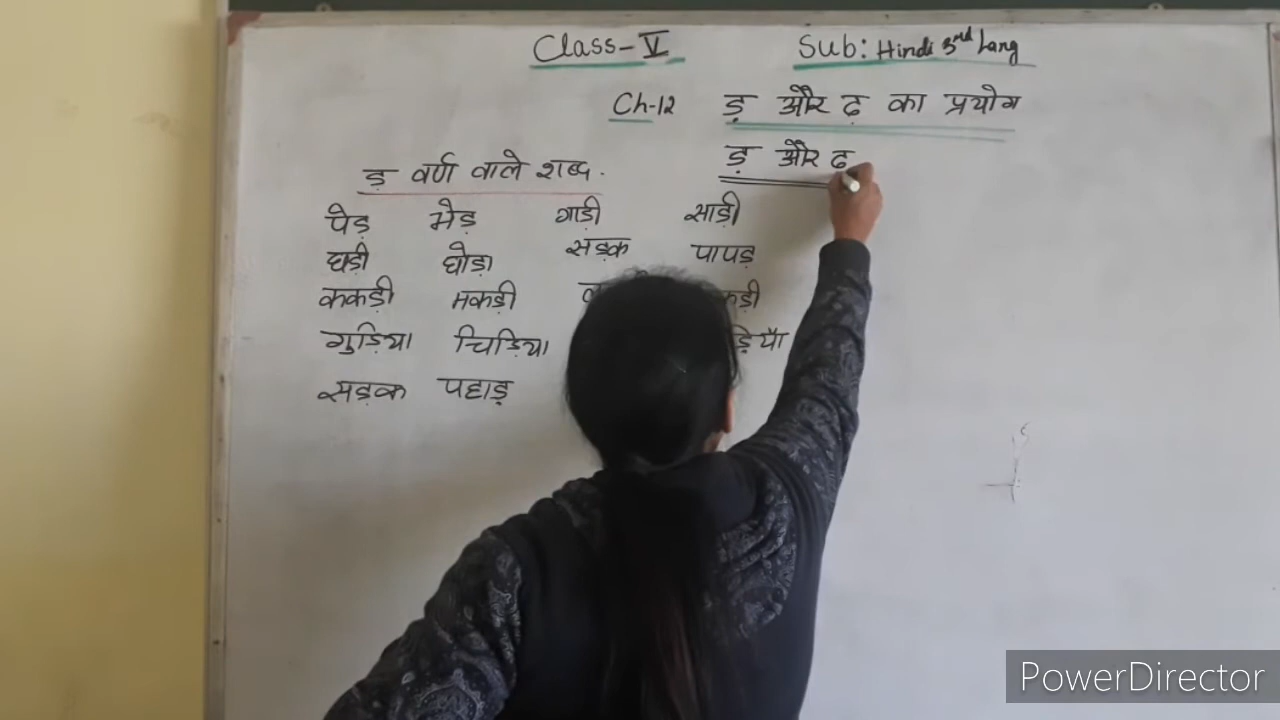 Class-V Sub: Hindi 3rd Lang
Ch-12 ड़ और ढ़ का प्रयोग
ड़ और ढ़
ड़ वर्ण वाले शब्द.
पेड़ भेड़ गाड़ी साड़ी
घड़ी घोड़ा सड़क पापड़
ककड़ी मकड़ी
गुड़िया चिड़िया
सड़क पहाड़
PowerDirector